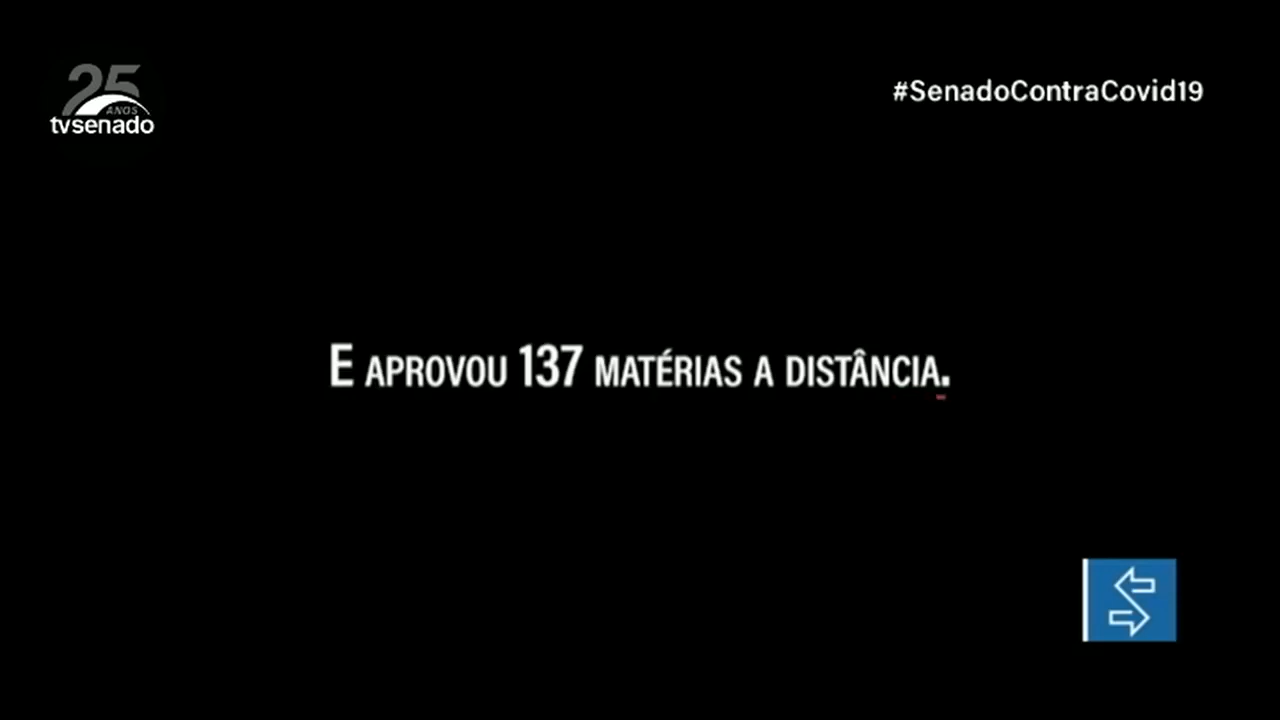 25
ANOS
tvsenado
#SenadoContraCovid19
E APROVOU 137 MATÉRIAS A DISTÂNCIA.